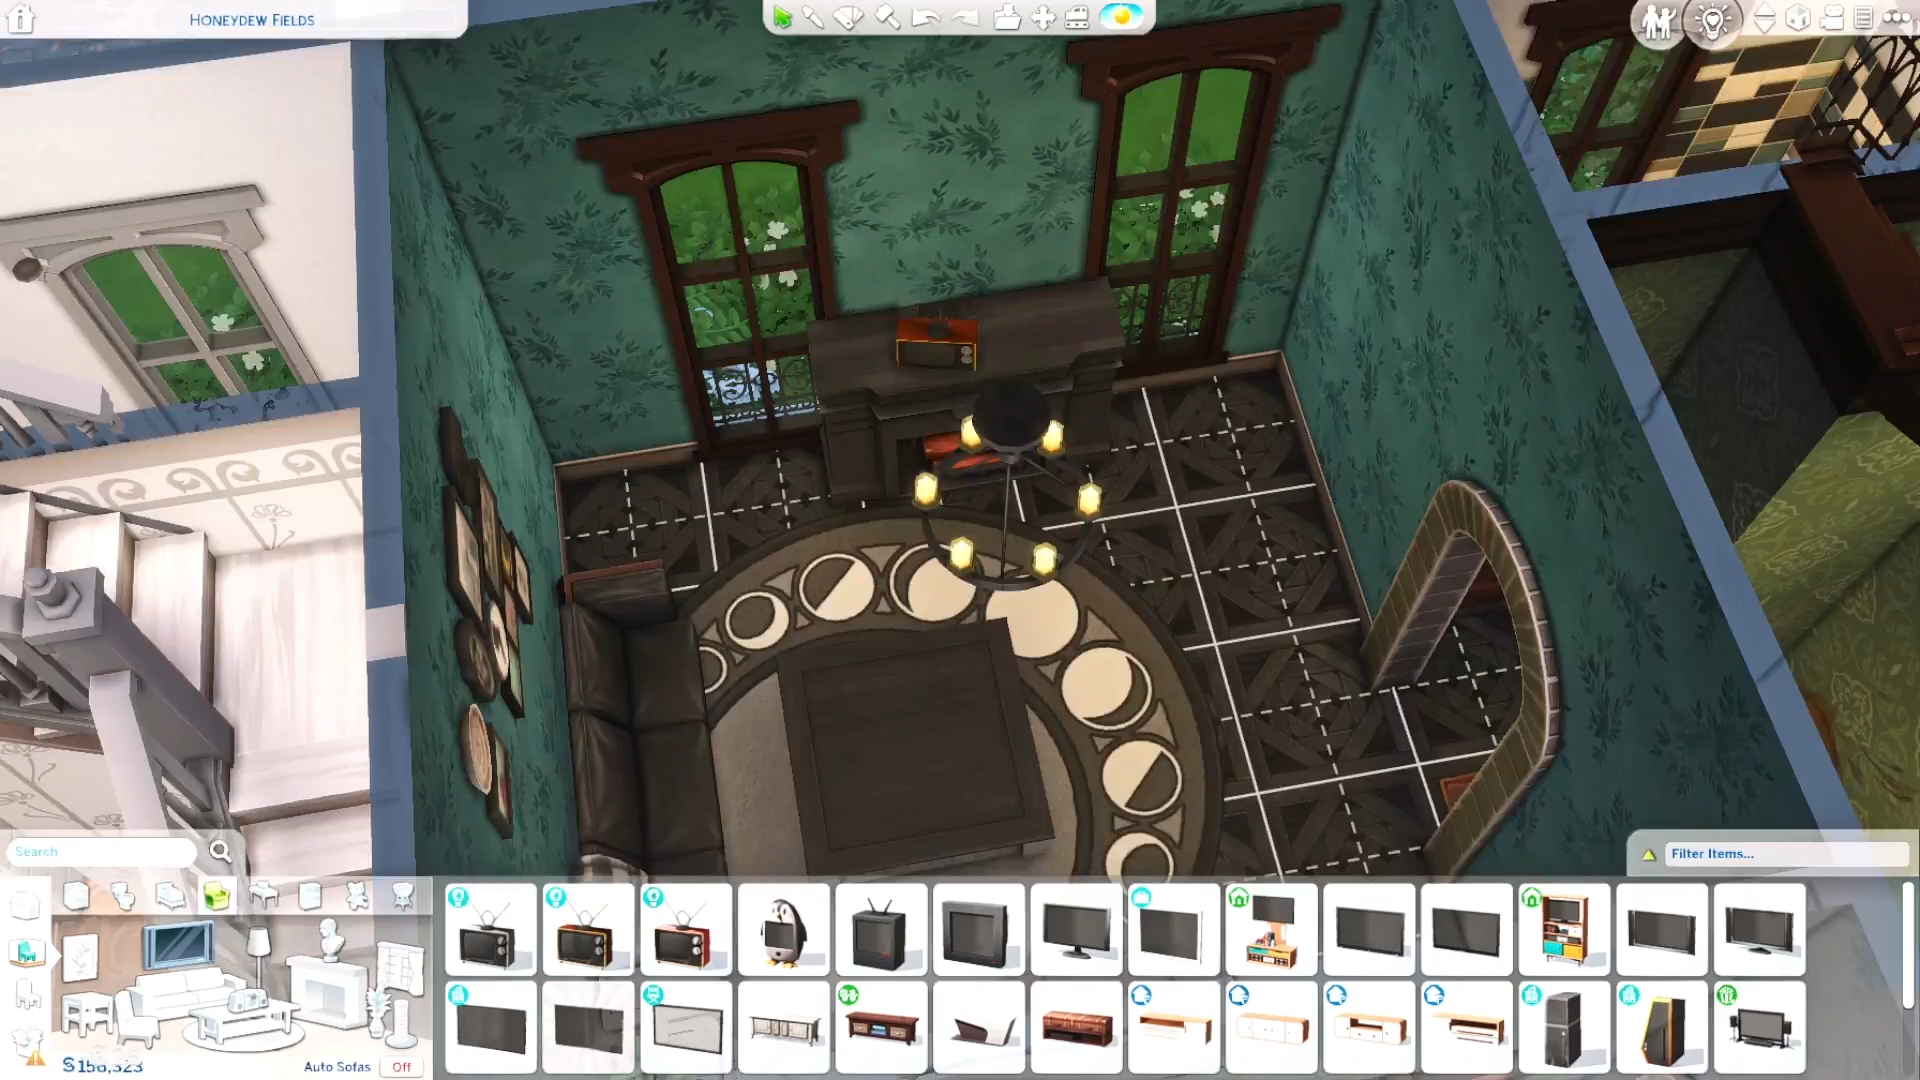 Honeydew Fields
Search
Filter Items...
Auto Sofas
Off